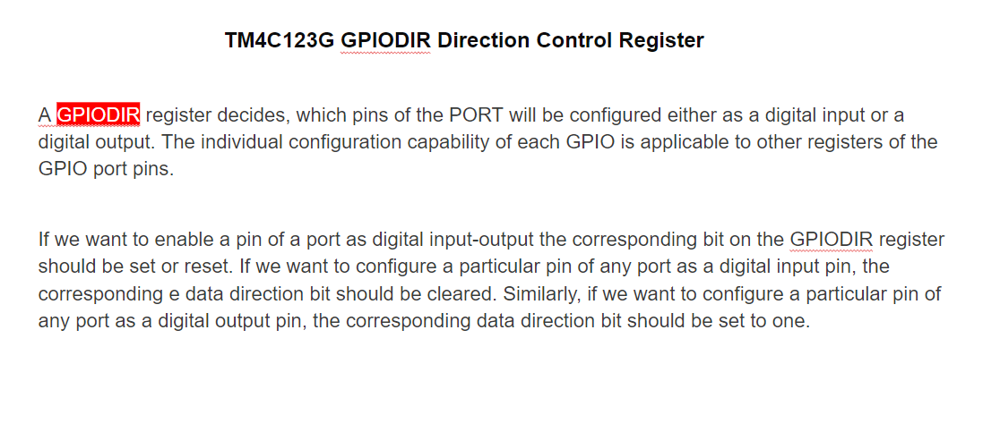 TM4C123G GPIODIR Direction Control Register
A GPIODIR register decides, which pins of the PORT will be configured either as a digital input or a
digital output. The individual configuration capability of each GPIO is applicable to other registers of the
GPIO port pins.
If we want to enable a pin of a port as digital input-output the corresponding bit on the GPIODIR register
should be set or reset. If we want to configure a particular pin of any port as a digital input pin, the
corresponding e data direction bit should be cleared. Similarly, if we want to configure a particular pin of
any port as a digital output pin, the corresponding data direction bit should be set to one.